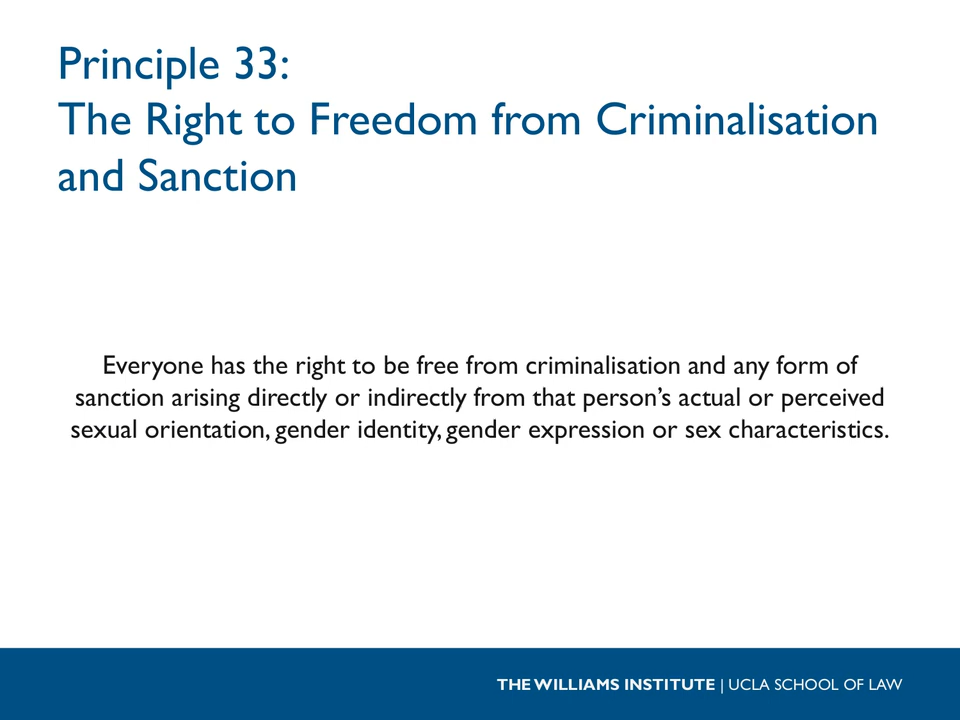 Principle 33:
The Right to Freedom from Criminalisation
and Sanction
Everyone has the right to be free from criminalisation and any form of
sanction arising directly or indirectly from that person’s actual or perceived
sexual orientation, gender identity, gender expression or sex characteristics.
THE WILLIAMS INSTITUTE | UCLA SCHOOL OF LAW